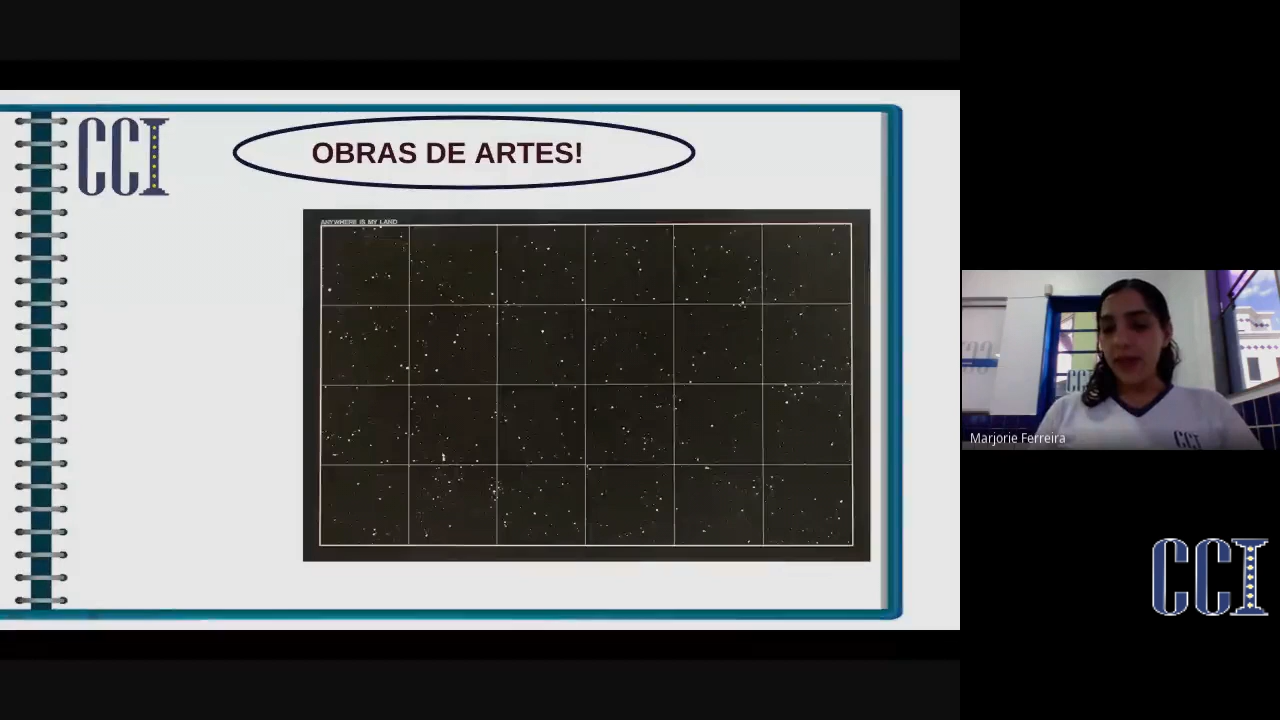 CCI
OBRAS DE ARTES!
ANYWHERE IS MY LAND
Marjorie Ferreira
CCI
CCI